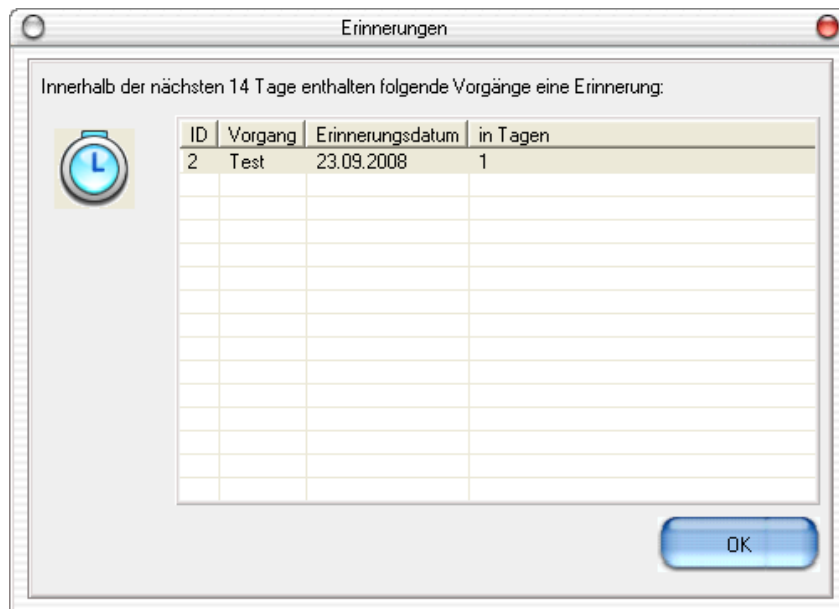 Erinnerungen
Innerhalb der nächsten 14 Tage enthalten folgende Vorgänge eine Erinnerung:
ID Vorgang Erinnerungsdatum in Tagen
2 Test 23.09.2008 1
OK